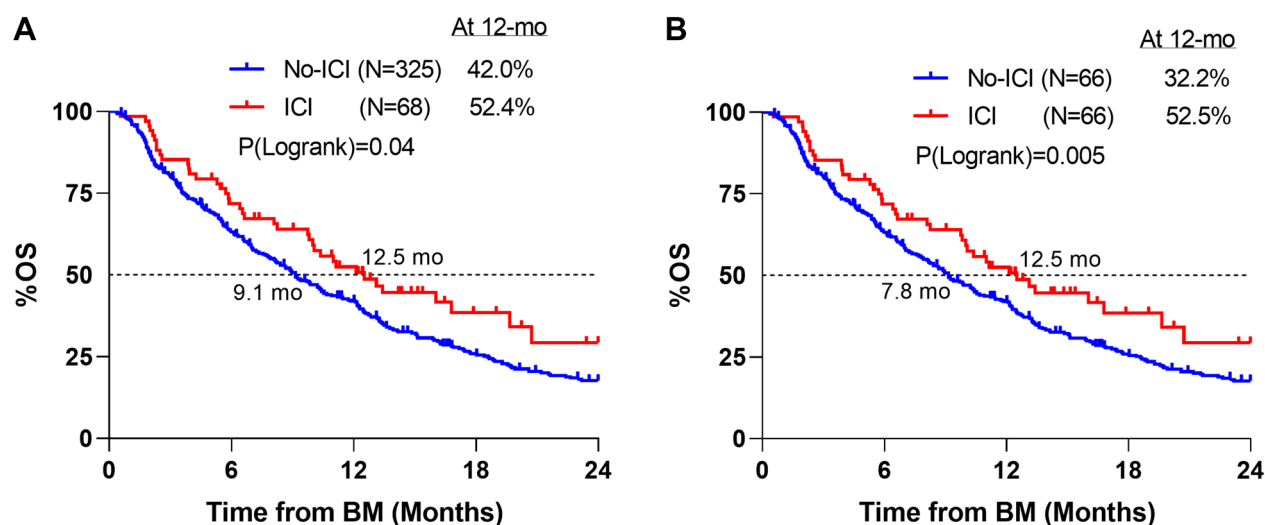 A
At 12-mo
No-ICI (N=325) 42.0%
ICI (N=68) 52.4%
P(Logrank)=0.04
100
75
50
25
0
%OS
12.5 mo
9.1 mo
0 6 12 18 24
Time from BM (Months)
B
At 12-mo
No-ICI (N=66) 32.2%
ICI (N=66) 52.5%
P(Logrank)=0.005
100
75
50
25
0
%OS
12.5 mo
7.8 mo
0 6 12 18 24
Time from BM (Months)